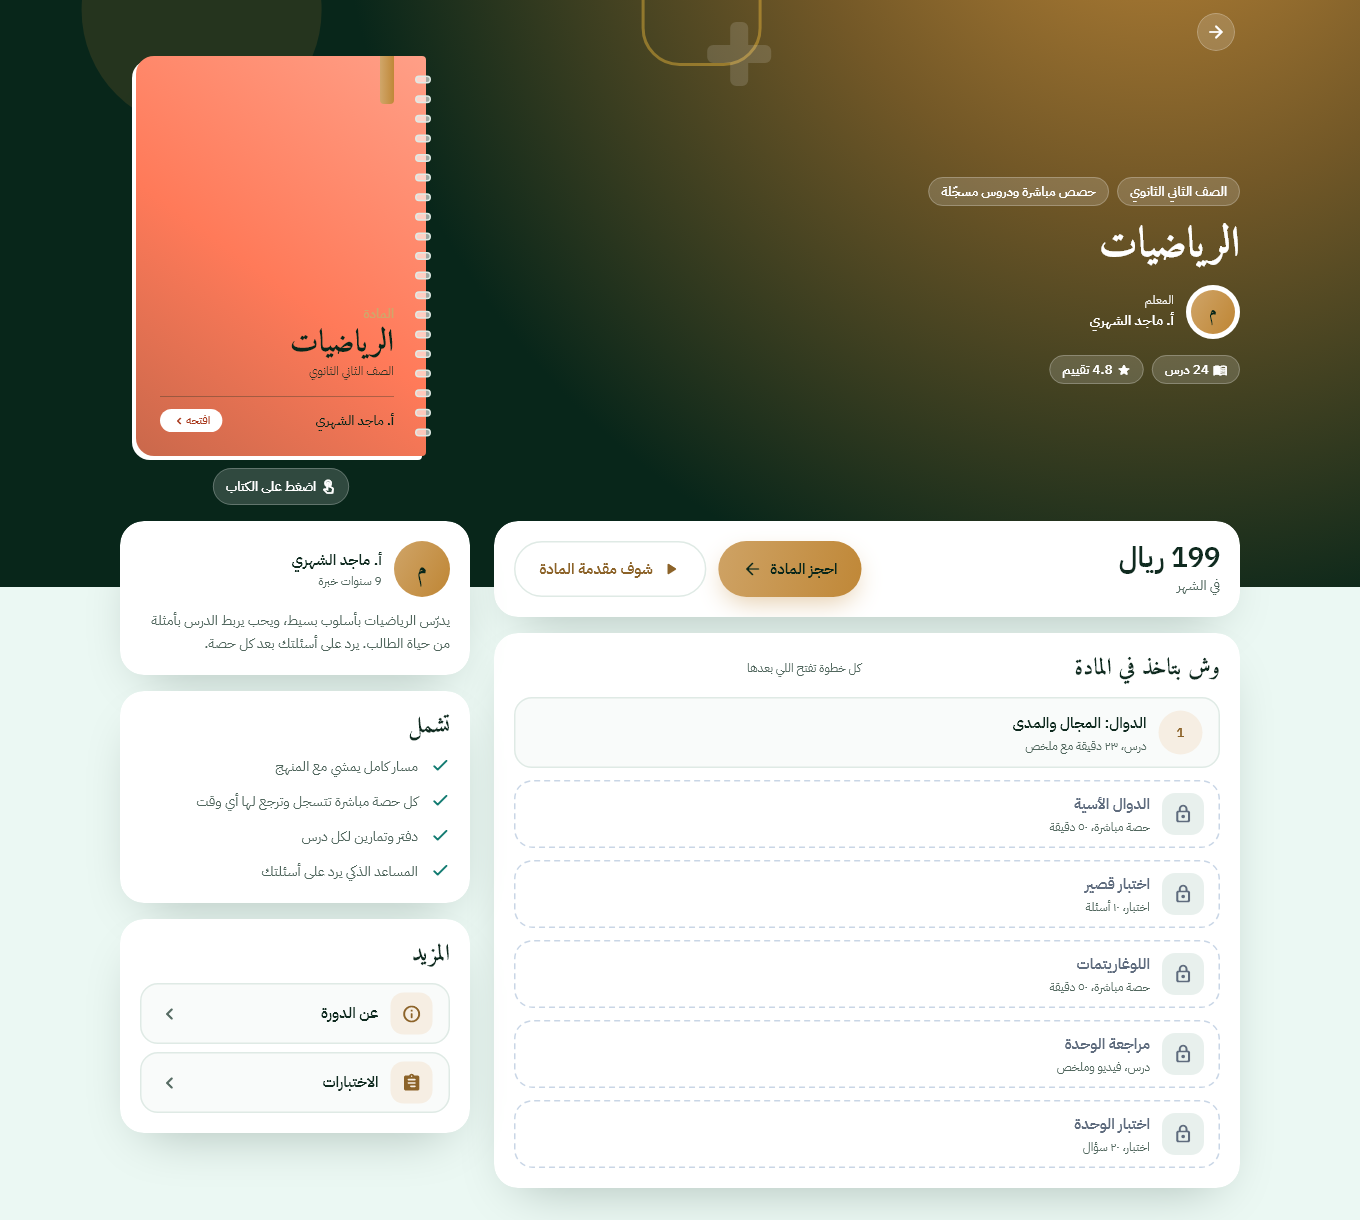 الصف الثاني الثانوي
حصص مباشرة ودروس مسجّلة
الرياضيات
م
المعلم
أ. ماجد الشهري
24 درس
4.8 تقييم
المادة
الرياضيات
الصف الثاني الثانوي
أ. ماجد الشهري
افتحه
اضغط على الكتاب
199 ريال
في الشهر
احجز المادة
شوف مقدمة المادة
وش بتاخذ في المادة
كل خطوة تفتح اللي بعدها
1
الدوال: المجال والمدى
درس، ٢٣ دقيقة مع ملخص
الدوال الأسية
حصة مباشرة، ٥٠ دقيقة
اختبار قصير
اختبار، ١٠ أسئلة
اللوغاريتمات
حصة مباشرة، ٥٠ دقيقة
مراجعة الوحدة
درس، فيديو وملخص
اختبار الوحدة
اختبار، ٢٠ سؤال
م
أ. ماجد الشهري
9 سنوات خبرة
يدرّس الرياضيات بأسلوب بسيط، ويحب يربط الدرس بأمثلة
من حياة الطالب. يرد على أسئلتك بعد كل حصة.
تشمل
مسار كامل يمشي مع المنهج
كل حصة مباشرة تتسجل وترجع لها أي وقت
دفتر وتمارين لكل درس
المساعد الذكي يرد على أسئلتك
المزيد
عن الدورة
الاختبارات